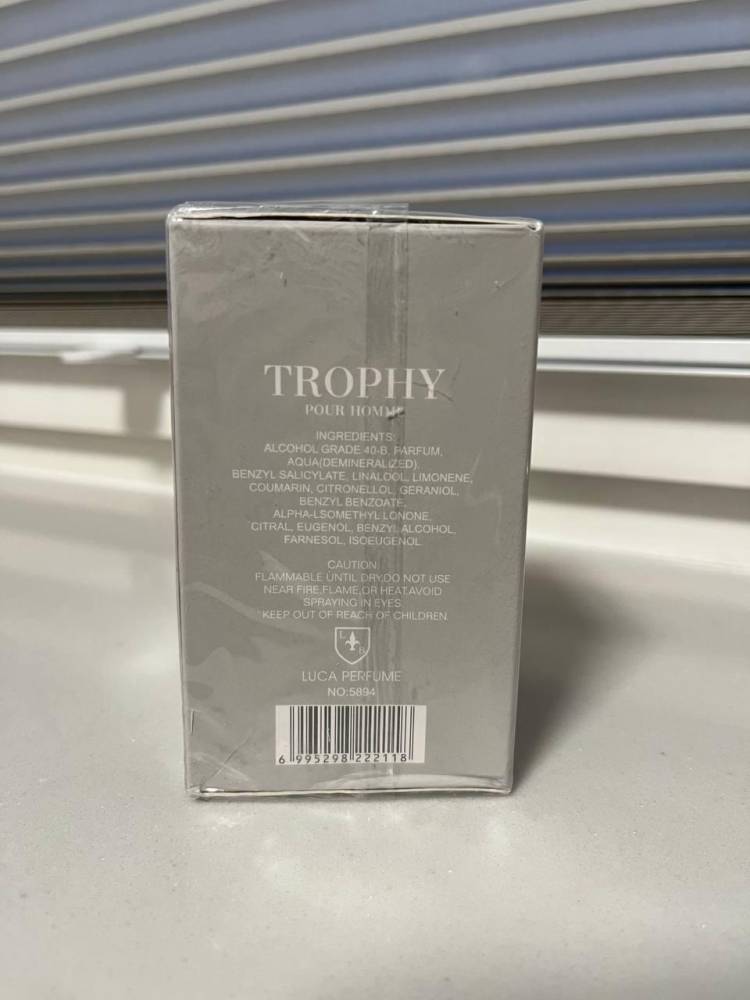 TROPHY
POUR HOMME
INGREDIENTS:
ALCOHOL GRADE 40-B, PARFUM,
AQUA(DEMINERALIZED).
BENZYL SALICYLATE, LINALOOL, LIMONENE,
COUMARIN, CITRONELLOL, GERANIOL,
BENZYL BENZOATE,
ALPHA-LSOMETHYL LONONE,
CITRAL, EUGENOL, BENZYL ALCOHOL,
FARNESOL, ISOEUGENOL.
CAUTION:
FLAMMABLE UNTIL DRY.DO NOT USE
NEAR FIRE,FLAME,OR HEAT.AVOID
SPRAYING IN EYES.
KEEP OUT OF REACH OF CHILDREN.
L B
LUCA PERFUME
NO:5894
6 995298 222118